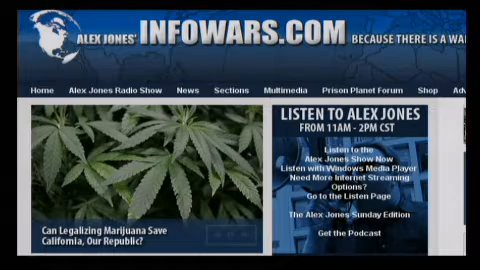 ALEX JONES' INFOWARS.COM BECAUSE THERE IS A WA
Home Alex Jones Radio Show News Sections Multimedia Prison Planet Forum Shop Adv
LISTEN TO ALEX JONES
FROM 11AM - 2PM CST
Listen to the
Alex Jones Show Now
Listen with Windows Media Player
Need More Internet Streaming
Options?
Go to the Listen Page
The Alex Jones Sunday Edition
Get the Podcast
Can Legalizing Marijuana Save
California, Our Republic?